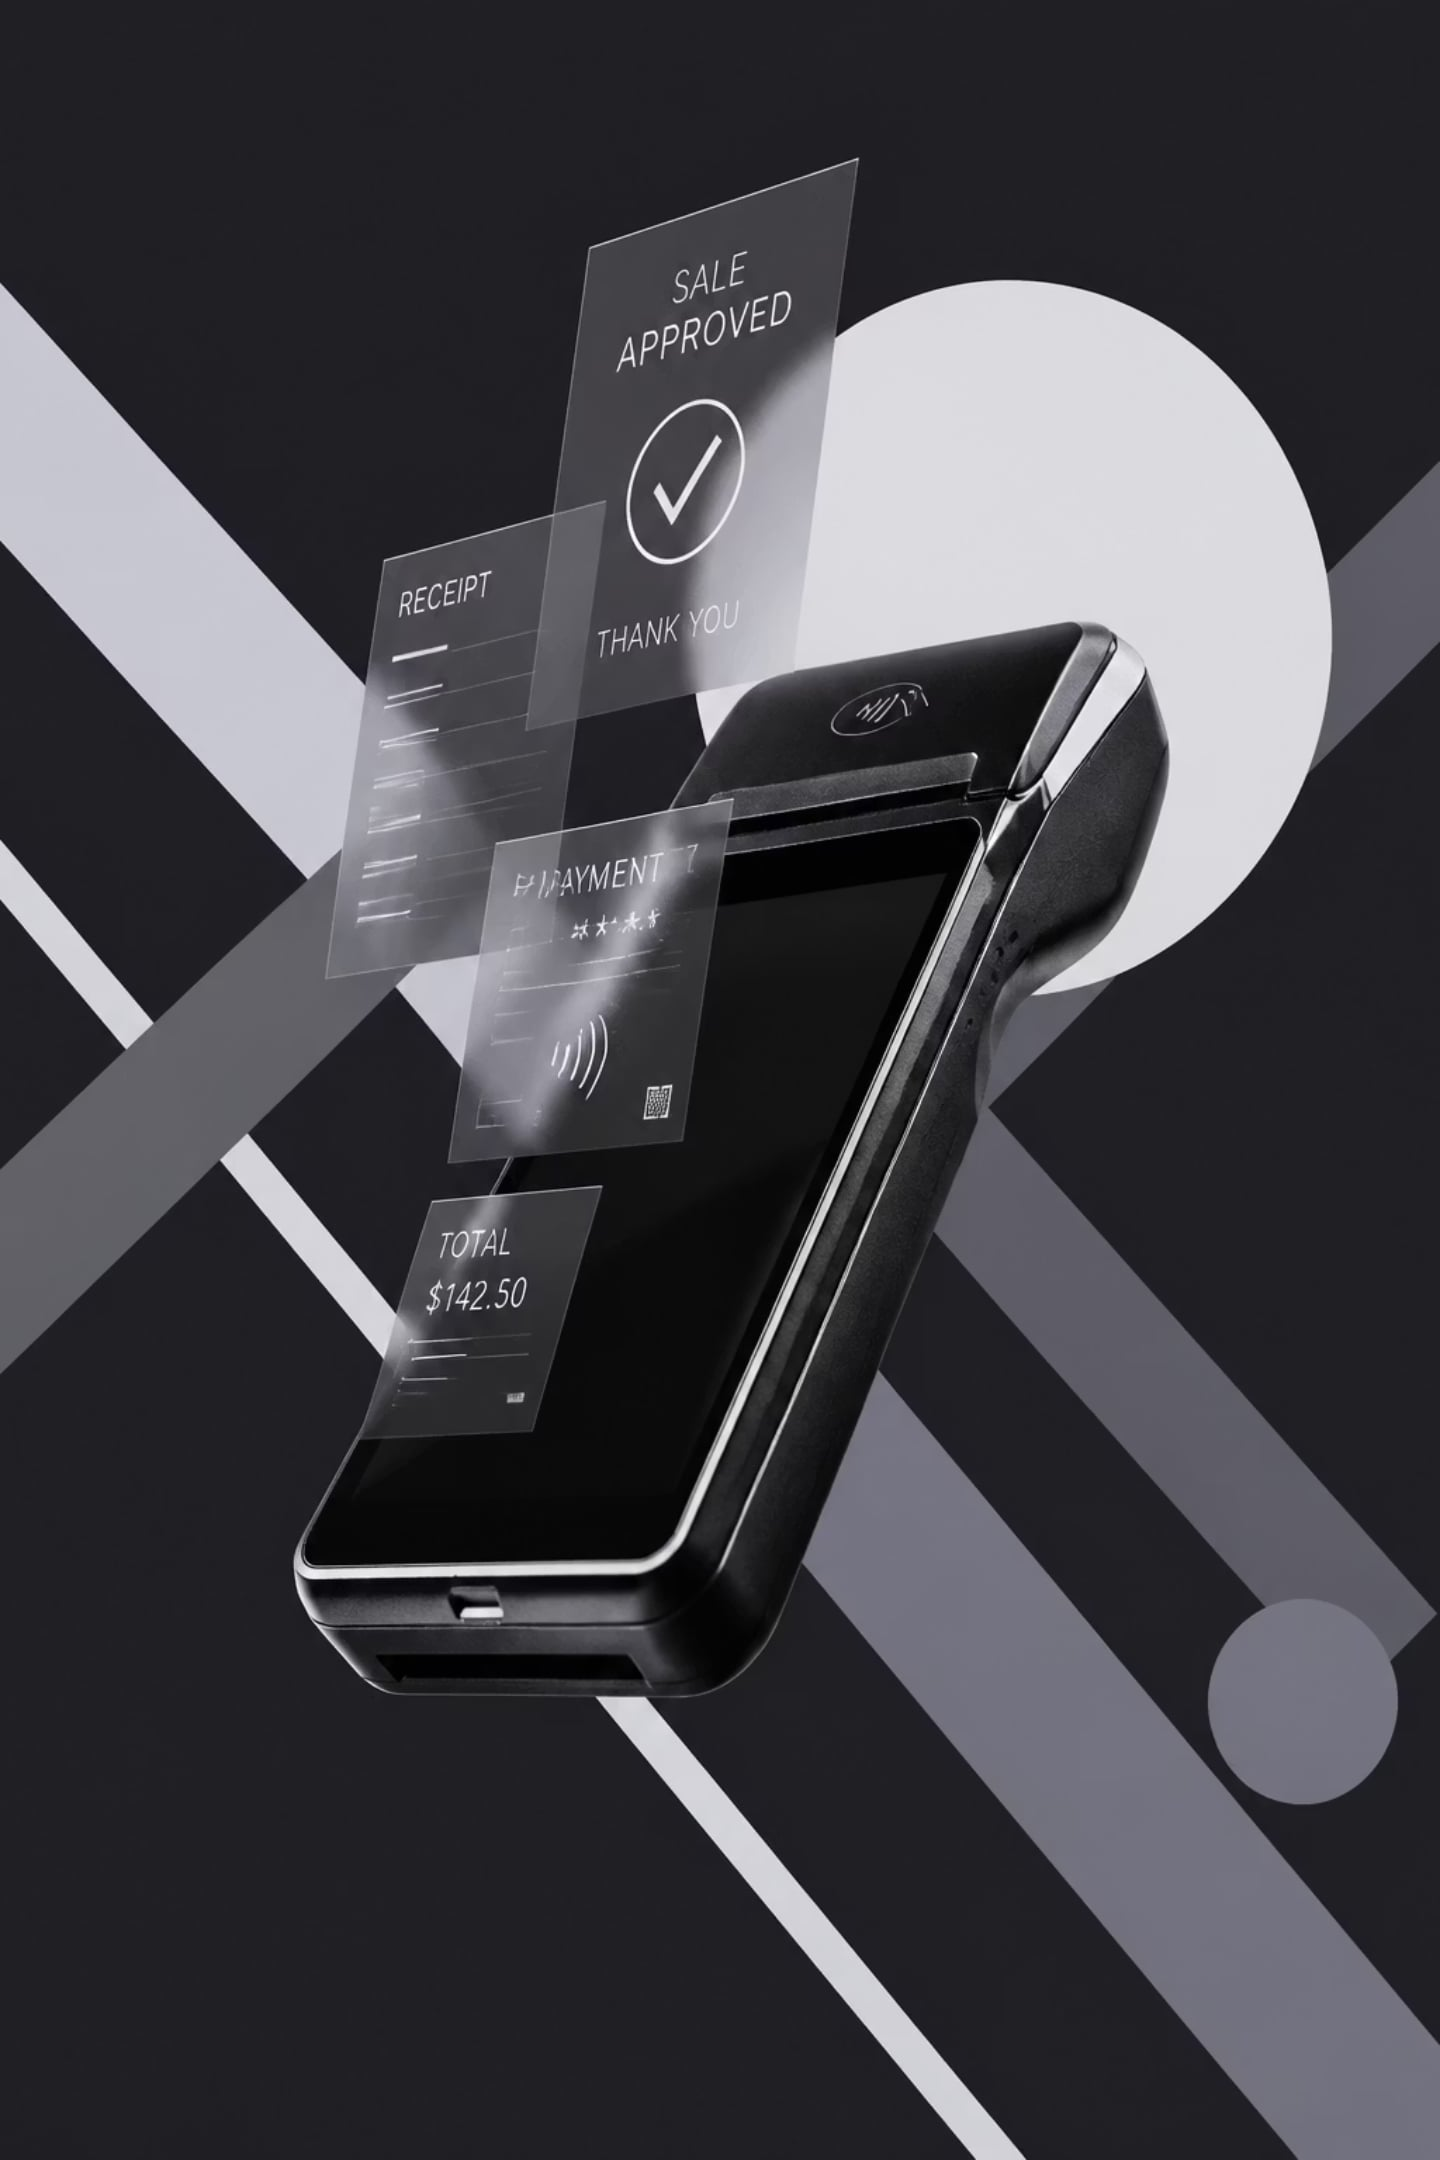 SALE
APPROVED
THANK YOU
RECEIPT
PAYMENT
****
TOTAL
$142.50